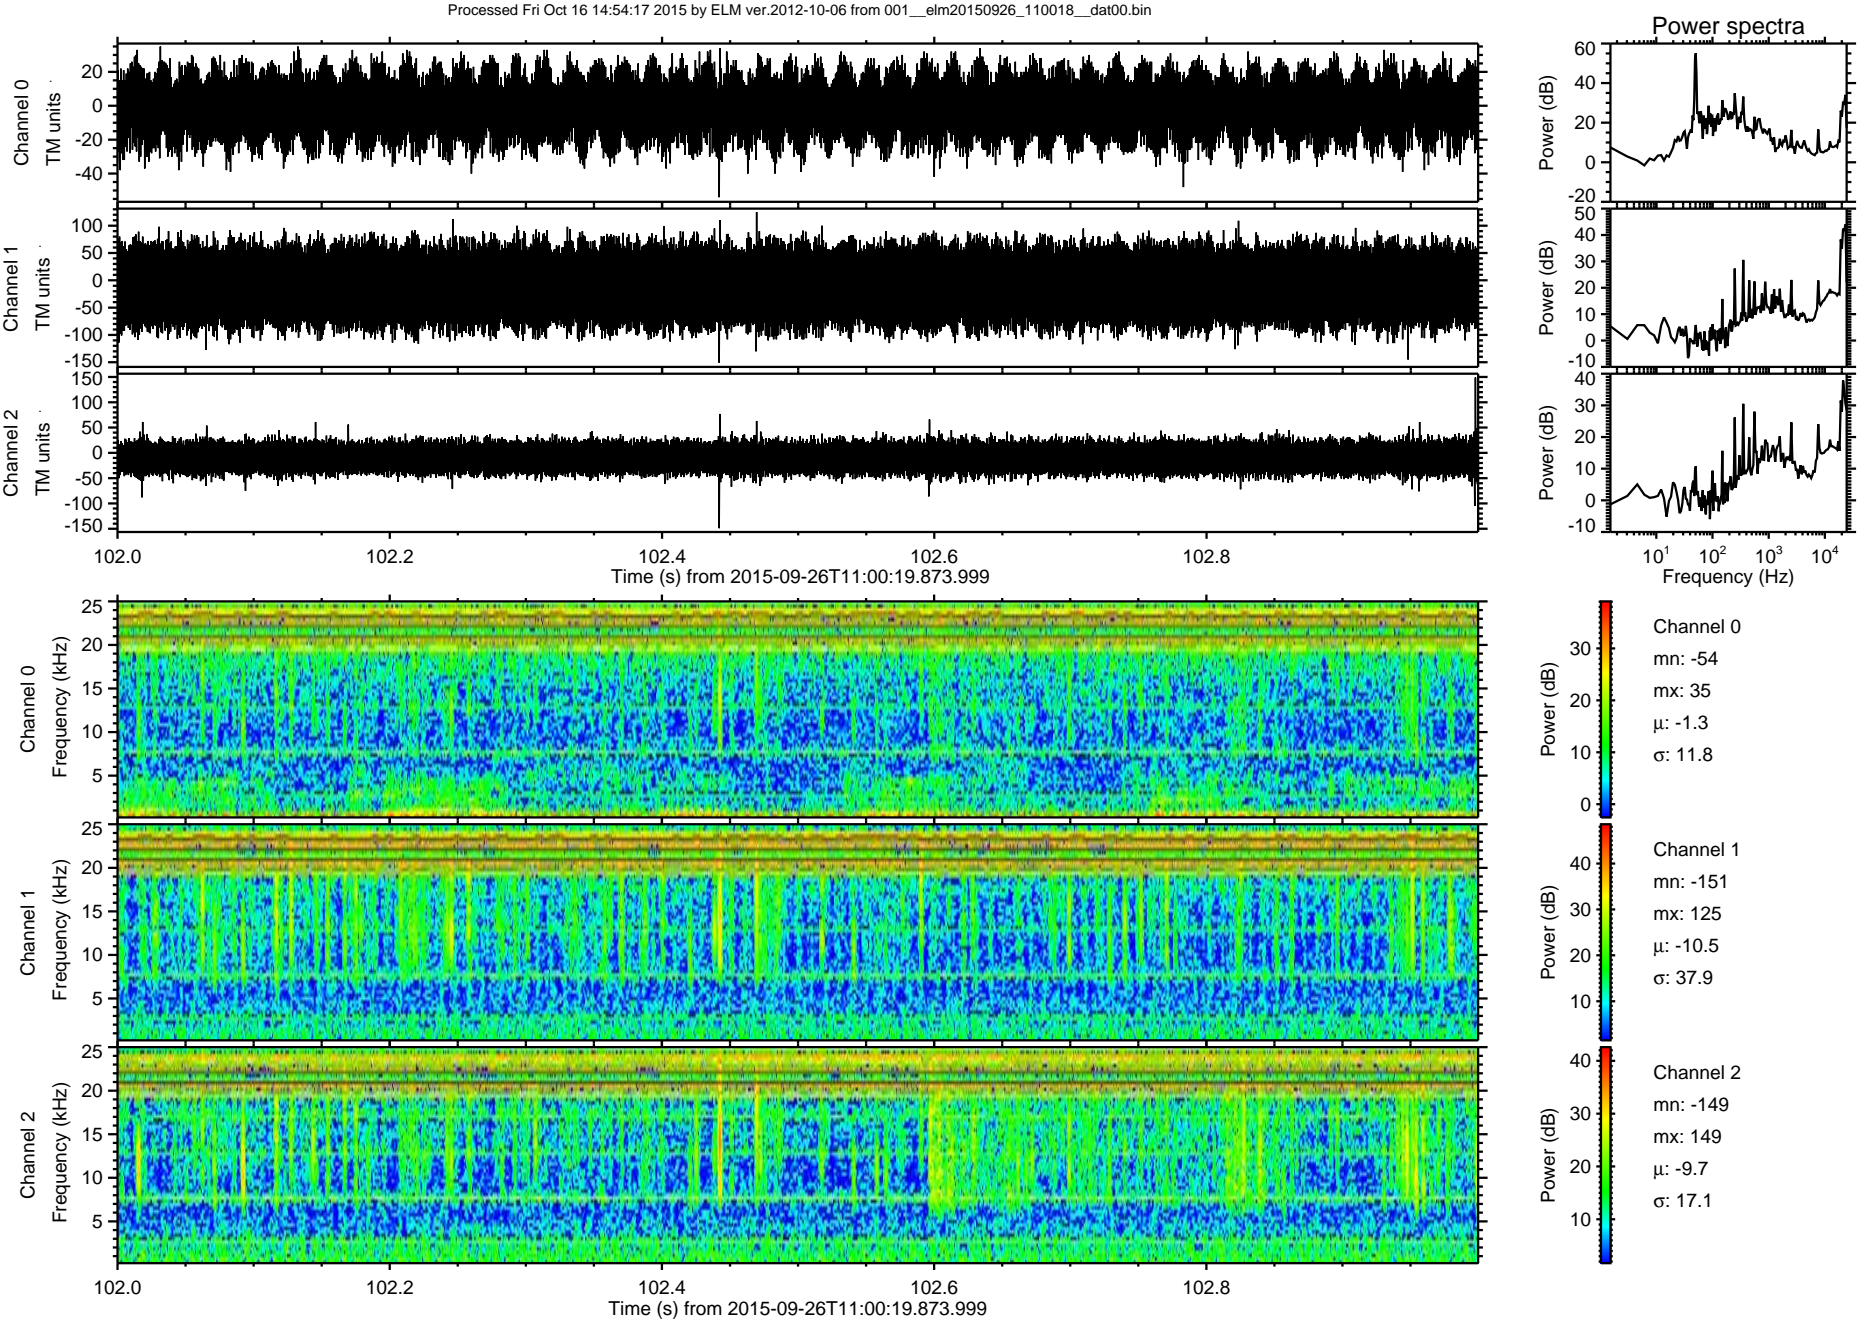 Processed Fri Oct 16 14:54:17 2015 by ELM ver.2012-10-06 from 001__elm20150926_110018__dat00.bin
Power spectra
Channel 0
TM units
20
0
-20
-40
Power (dB)
60
40
20
0
-20
Channel 1
TM units
100
50
0
-50
-100
-150
Power (dB)
50
40
30
20
10
0
-10
Channel 2
TM units
150
100
50
0
-50
-100
-150
Power (dB)
40
30
20
10
0
-10
102.0 102.2 102.4 102.6 102.8
Time (s) from 2015-09-26T11:00:19.873.999
10¹ 10² 10³ 10⁴
Frequency (Hz)
Channel 0
Frequency (kHz)
25
20
15
10
5
Power (dB)
30
20
10
0
Channel 0
mn: -54
mx: 35
μ: -1.3
σ: 11.8
Channel 1
Frequency (kHz)
25
20
15
10
5
Power (dB)
40
30
20
10
Channel 1
mn: -151
mx: 125
μ: -10.5
σ: 37.9
Channel 2
Frequency (kHz)
25
20
15
10
5
Power (dB)
40
30
20
10
Channel 2
mn: -149
mx: 149
μ: -9.7
σ: 17.1
102.0 102.2 102.4 102.6 102.8
Time (s) from 2015-09-26T11:00:19.873.999